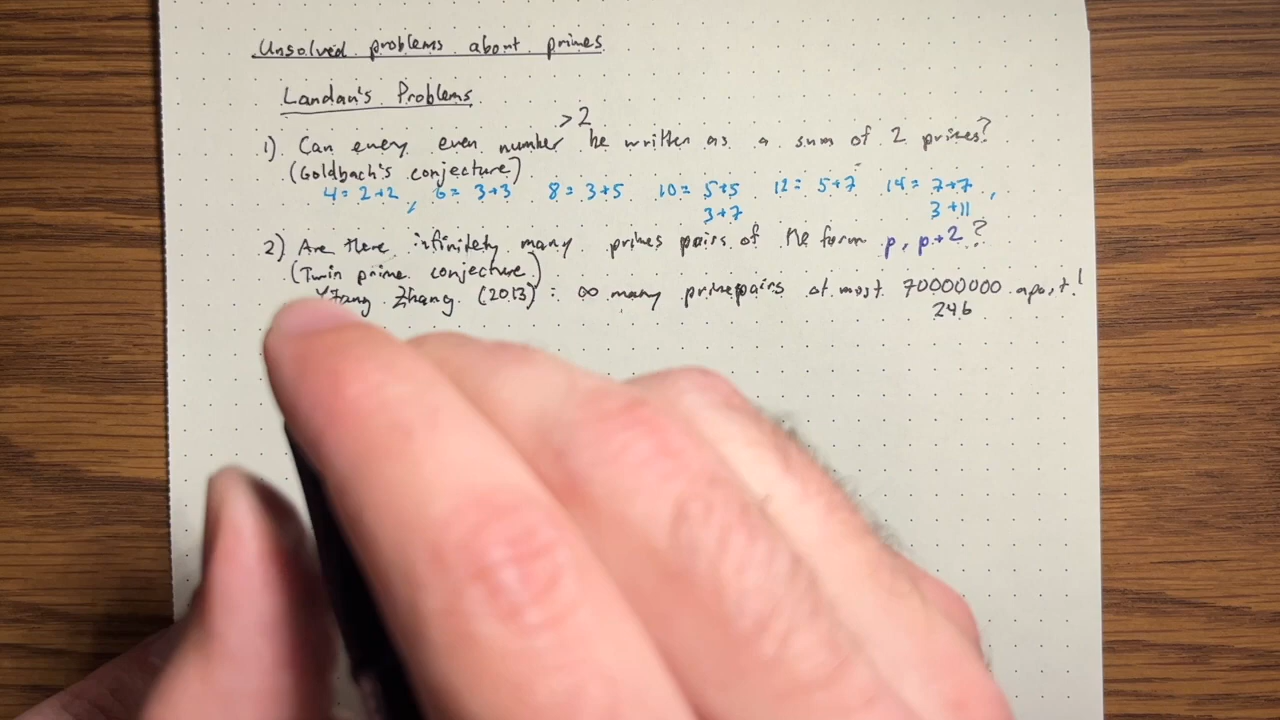 Unsolved problems about primes
Landau's Problems
>2
1) Can every even number be written as a sum of 2 primes?
(Goldbach's conjecture)
4 = 2+2, 6 = 3+3 8 = 3+5 10 = 5+5 12 = 5+7 14 = 7+7,
3+7 3+11
2) Are there infinitely many primes pairs of the form p, p+2?
(Twin prime conjecture)
Yitang Zhang (2013) : ∞ many prime pairs at most 70000000 apart!
246